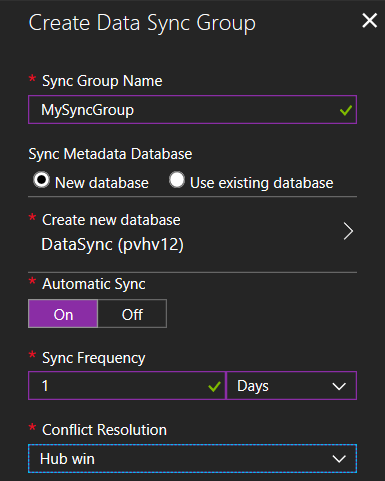 Create Data Sync Group
* Sync Group Name
MySyncGroup
Sync Metadata Database
New database Use existing database
* Create new database
DataSync (pvhv12)
* Automatic Sync
On Off
* Sync Frequency
1 Days
* Conflict Resolution
Hub win